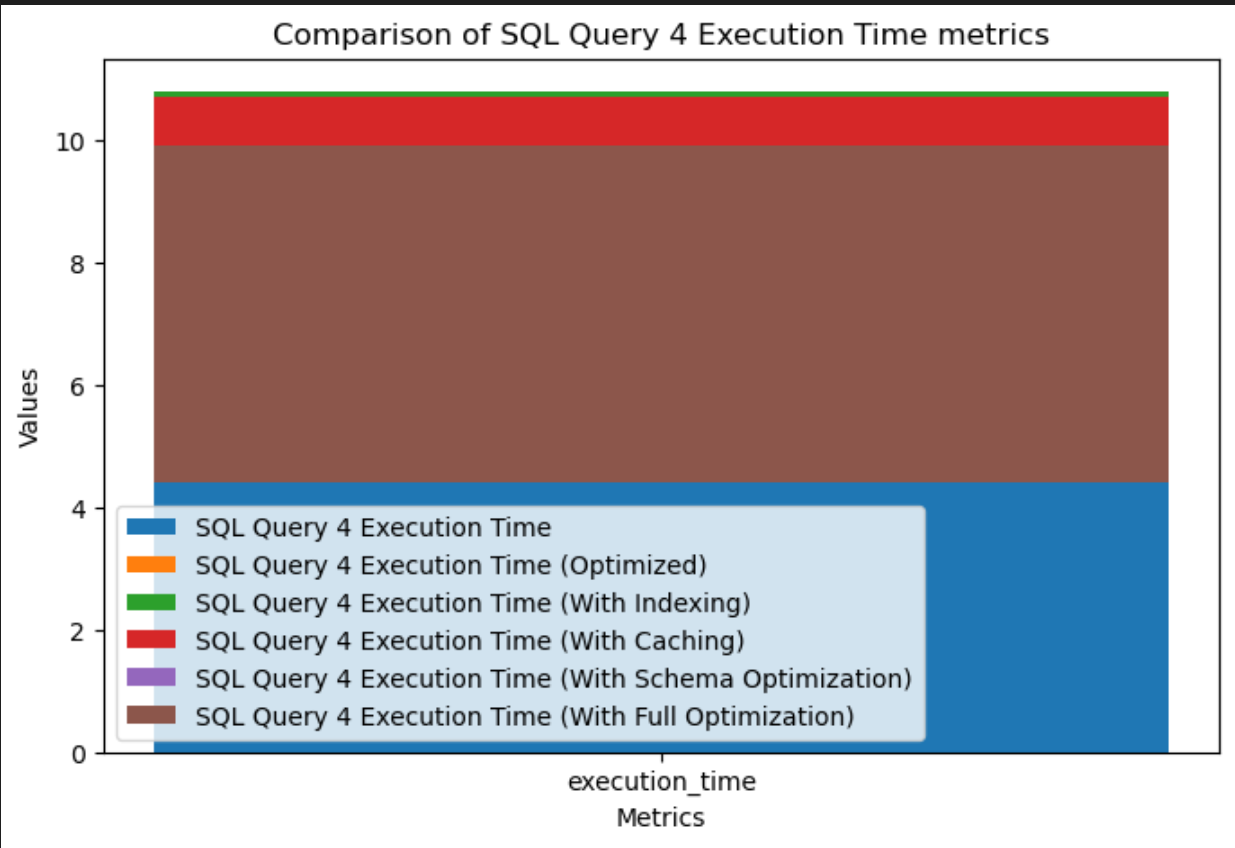 Comparison of SQL Query 4 Execution Time metrics
10
8
6
4
2
0
Values
SQL Query 4 Execution Time
SQL Query 4 Execution Time (Optimized)
SQL Query 4 Execution Time (With Indexing)
SQL Query 4 Execution Time (With Caching)
SQL Query 4 Execution Time (With Schema Optimization)
SQL Query 4 Execution Time (With Full Optimization)
execution_time
Metrics